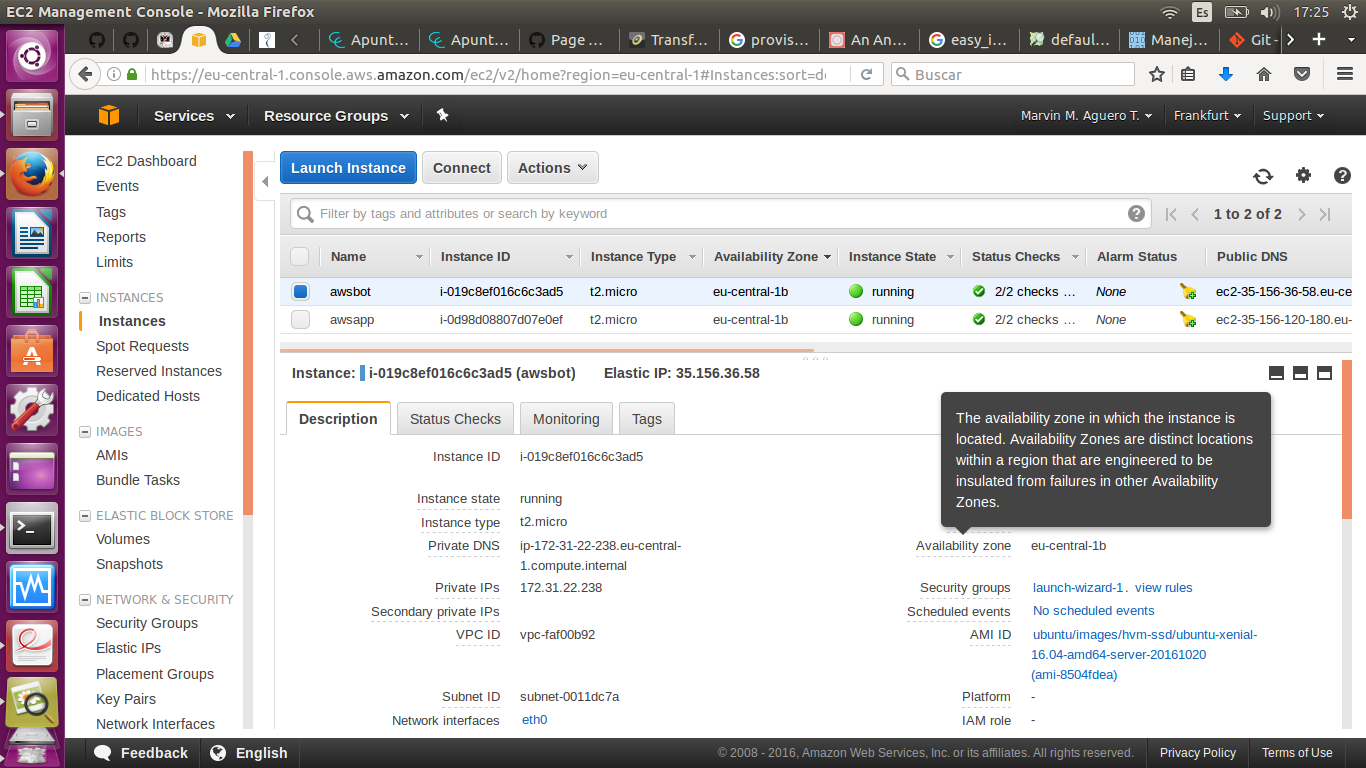 EC2 Management Console - Mozilla Firefox
Es
17:25
Apunt...
Apunt...
Page ...
Transf...
provis...
An An...
easy_i...
defaul...
Manej...
Git -
https://eu-central-1.console.aws.amazon.com/ec2/v2/home?region=eu-central-1#Instances:sort=de
Buscar
Services
Resource Groups
Marvin M. Aguero T.
Frankfurt
Support
EC2 Dashboard
Events
Tags
Reports
Limits
INSTANCES
Instances
Spot Requests
Reserved Instances
Dedicated Hosts
IMAGES
AMIs
Bundle Tasks
ELASTIC BLOCK STORE
Volumes
Snapshots
NETWORK & SECURITY
Security Groups
Elastic IPs
Placement Groups
Key Pairs
Network Interfaces
Launch Instance
Connect
Actions
Filter by tags and attributes or search by keyword
1 to 2 of 2
Name Instance ID Instance Type Availability Zone Instance State Status Checks Alarm Status Public DNS
awsbot i-019c8ef016c6c3ad5 t2.micro eu-central-1b running 2/2 checks ... None ec2-35-156-36-58.eu-ce
awsapp i-0d98d08807d07e0ef t2.micro eu-central-1b running 2/2 checks ... None ec2-35-156-120-180.eu-
Instance: i-019c8ef016c6c3ad5 (awsbot) Elastic IP: 35.156.36.58
Description
Status Checks
Monitoring
Tags
The availability zone in which the instance is
located. Availability Zones are distinct locations
within a region that are engineered to be
insulated from failures in other Availability
Zones.
Instance ID i-019c8ef016c6c3ad5
Instance state running
Instance type t2.micro
Private DNS ip-172-31-22-238.eu-central-
1.compute.internal
Private IPs 172.31.22.238
Secondary private IPs
VPC ID vpc-faf00b92
Subnet ID subnet-0011dc7a
Network interfaces eth0
Availability zone eu-central-1b
Security groups launch-wizard-1. view rules
Scheduled events No scheduled events
AMI ID ubuntu/images/hvm-ssd/ubuntu-xenial-
16.04-amd64-server-20161020
(ami-8504fdea)
Platform -
IAM role -
Feedback
English
© 2008 - 2016, Amazon Web Services, Inc. or its affiliates. All rights reserved.
Privacy Policy
Terms of Use